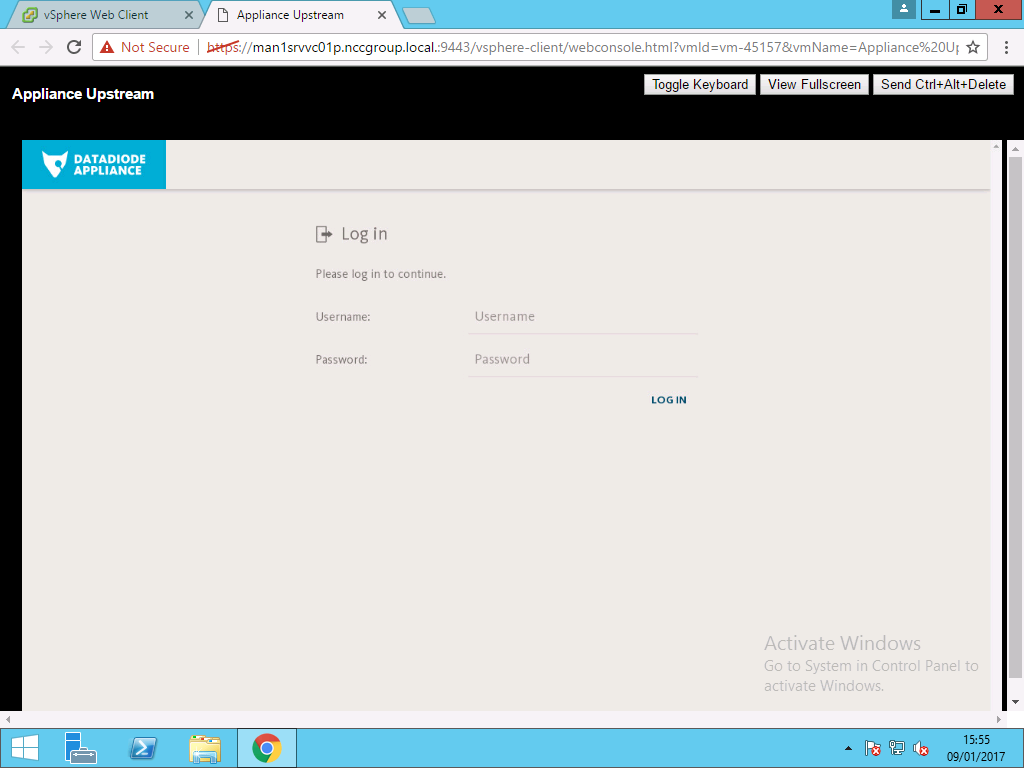 vSphere Web Client
Appliance Upstream
Not Secure
https://man1srvvc01p.nccgroup.local.:9443/vsphere-client/webconsole.html?vmId=vm-45157&vmName=Appliance%20Up
Appliance Upstream
Toggle Keyboard
View Fullscreen
Send Ctrl+Alt+Delete
DATADIODE
APPLIANCE
Log in
Please log in to continue.
Username:
Username
Password:
Password
LOG IN
Activate Windows
Go to System in Control Panel to
activate Windows.
15:55
09/01/2017